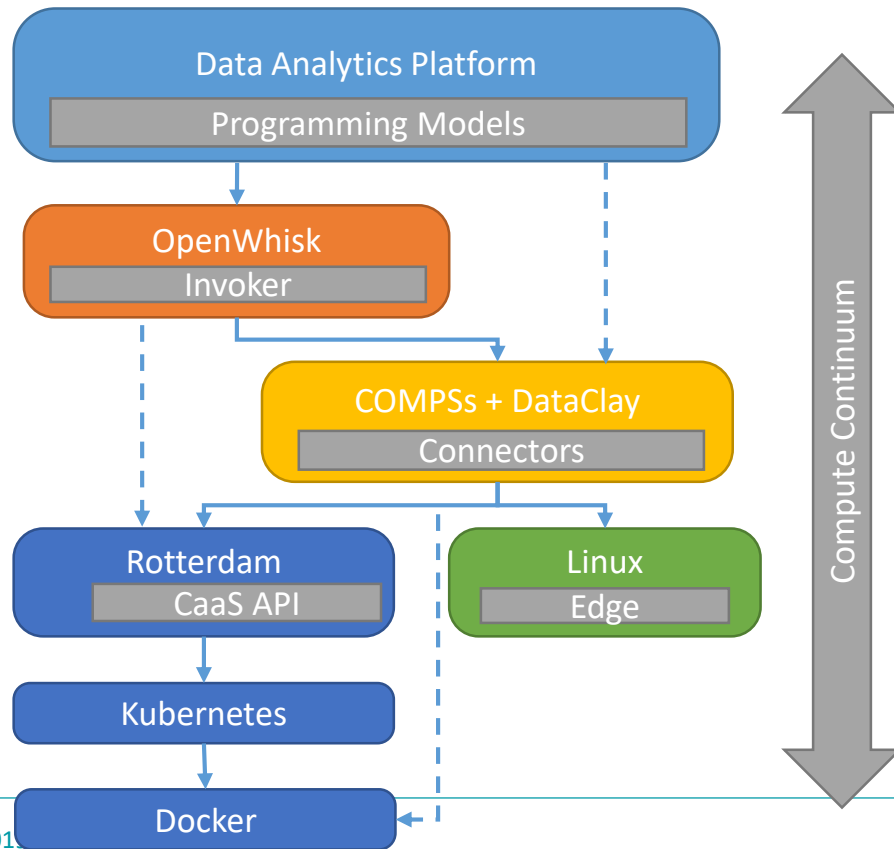 Data Analytics Platform
Programming Models
OpenWhisk
Invoker
COMPSs + DataClay
Connectors
Rotterdam
CaaS API
Linux
Edge
Kubernetes
Docker
Compute Continuum